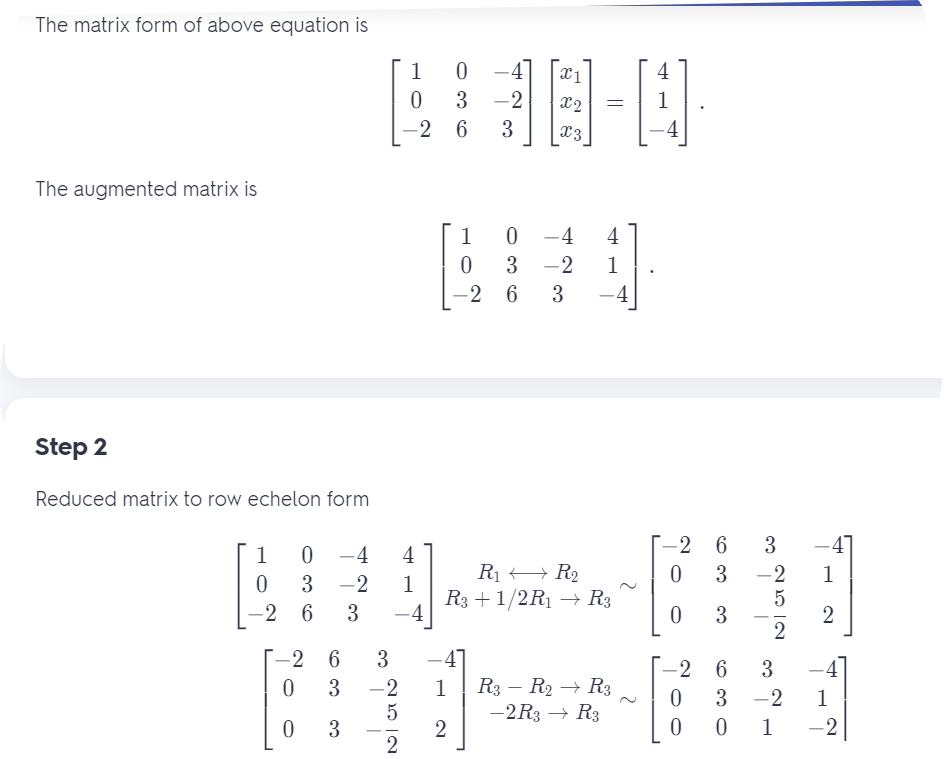 The matrix form of above equation is
[1 0 −4; 0 3 −2; −2 6 3] [x₁; x₂; x₃] = [4; 1; −4].
The augmented matrix is
[1 0 −4 4; 0 3 −2 1; −2 6 3 −4].
Step 2
Reduced matrix to row echelon form
[1 0 −4 4; 0 3 −2 1; −2 6 3 −4] R₁ ⟷ R₂ R₃ + 1/2R₁ → R₃ ~ [−2 6 3 −4; 0 3 −2 1; 0 3 −5/2 2]
[−2 6 3 −4; 0 3 −2 1; 0 3 −5/2 2] R₃ − R₂ → R₃ −2R₃ → R₃ ~ [−2 6 3 −4; 0 3 −2 1; 0 0 1 −2]